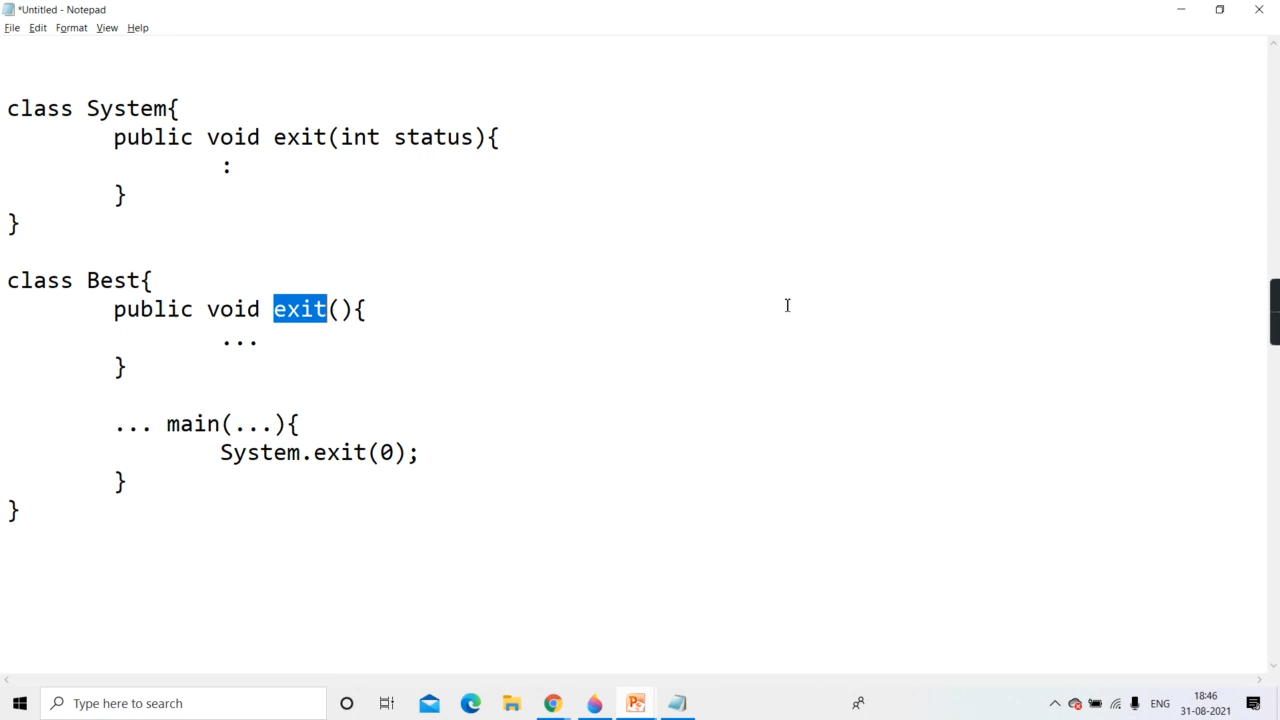 *Untitled - Notepad
File Edit Format View Help
class System{
public void exit(int status){
:
}
}
class Best{
public void exit(){
...
}
... main(...){
System.exit(0);
}
}
Type here to search
ENG
18:46
31-08-2021